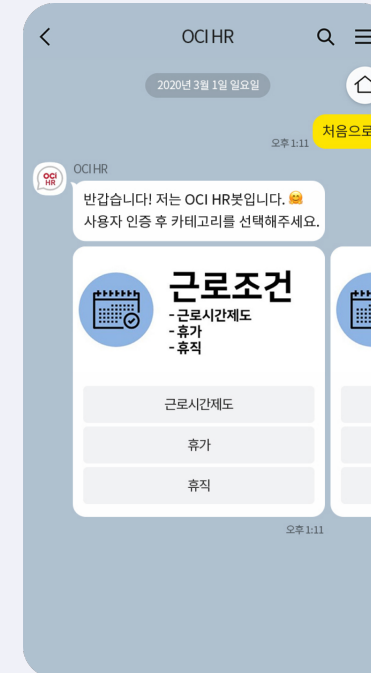 OCI HR
2020년 3월 1일 일요일
처음으로
오후 1:11
OCI HR
OCI HR
반갑습니다! 저는 OCI HR봇입니다. 🤗
사용자 인증 후 카테고리를 선택해주세요.
근로조건
- 근로시간제도
- 휴가
- 휴직
근로시간제도
휴가
휴직
오후 1:11